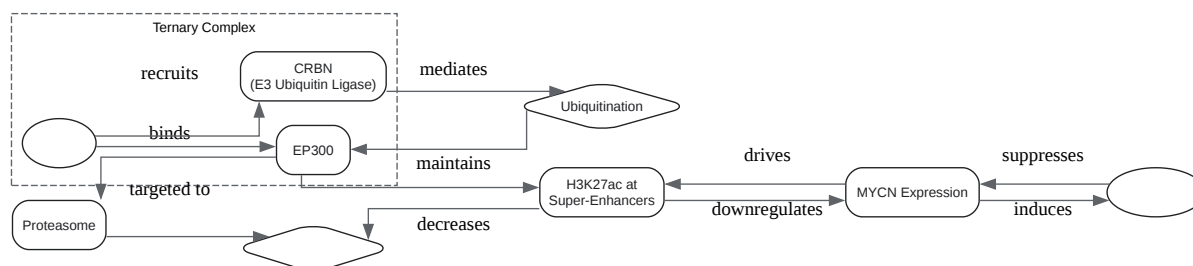 Ternary Complex
recruits
CRBN
(E3 Ubiquitin Ligase)
mediates
Ubiquitination
binds
EP300
maintains
drives
suppresses
targeted to
H3K27ac at
Super-Enhancers
MYCN Expression
Proteasome
decreases
downregulates
induces